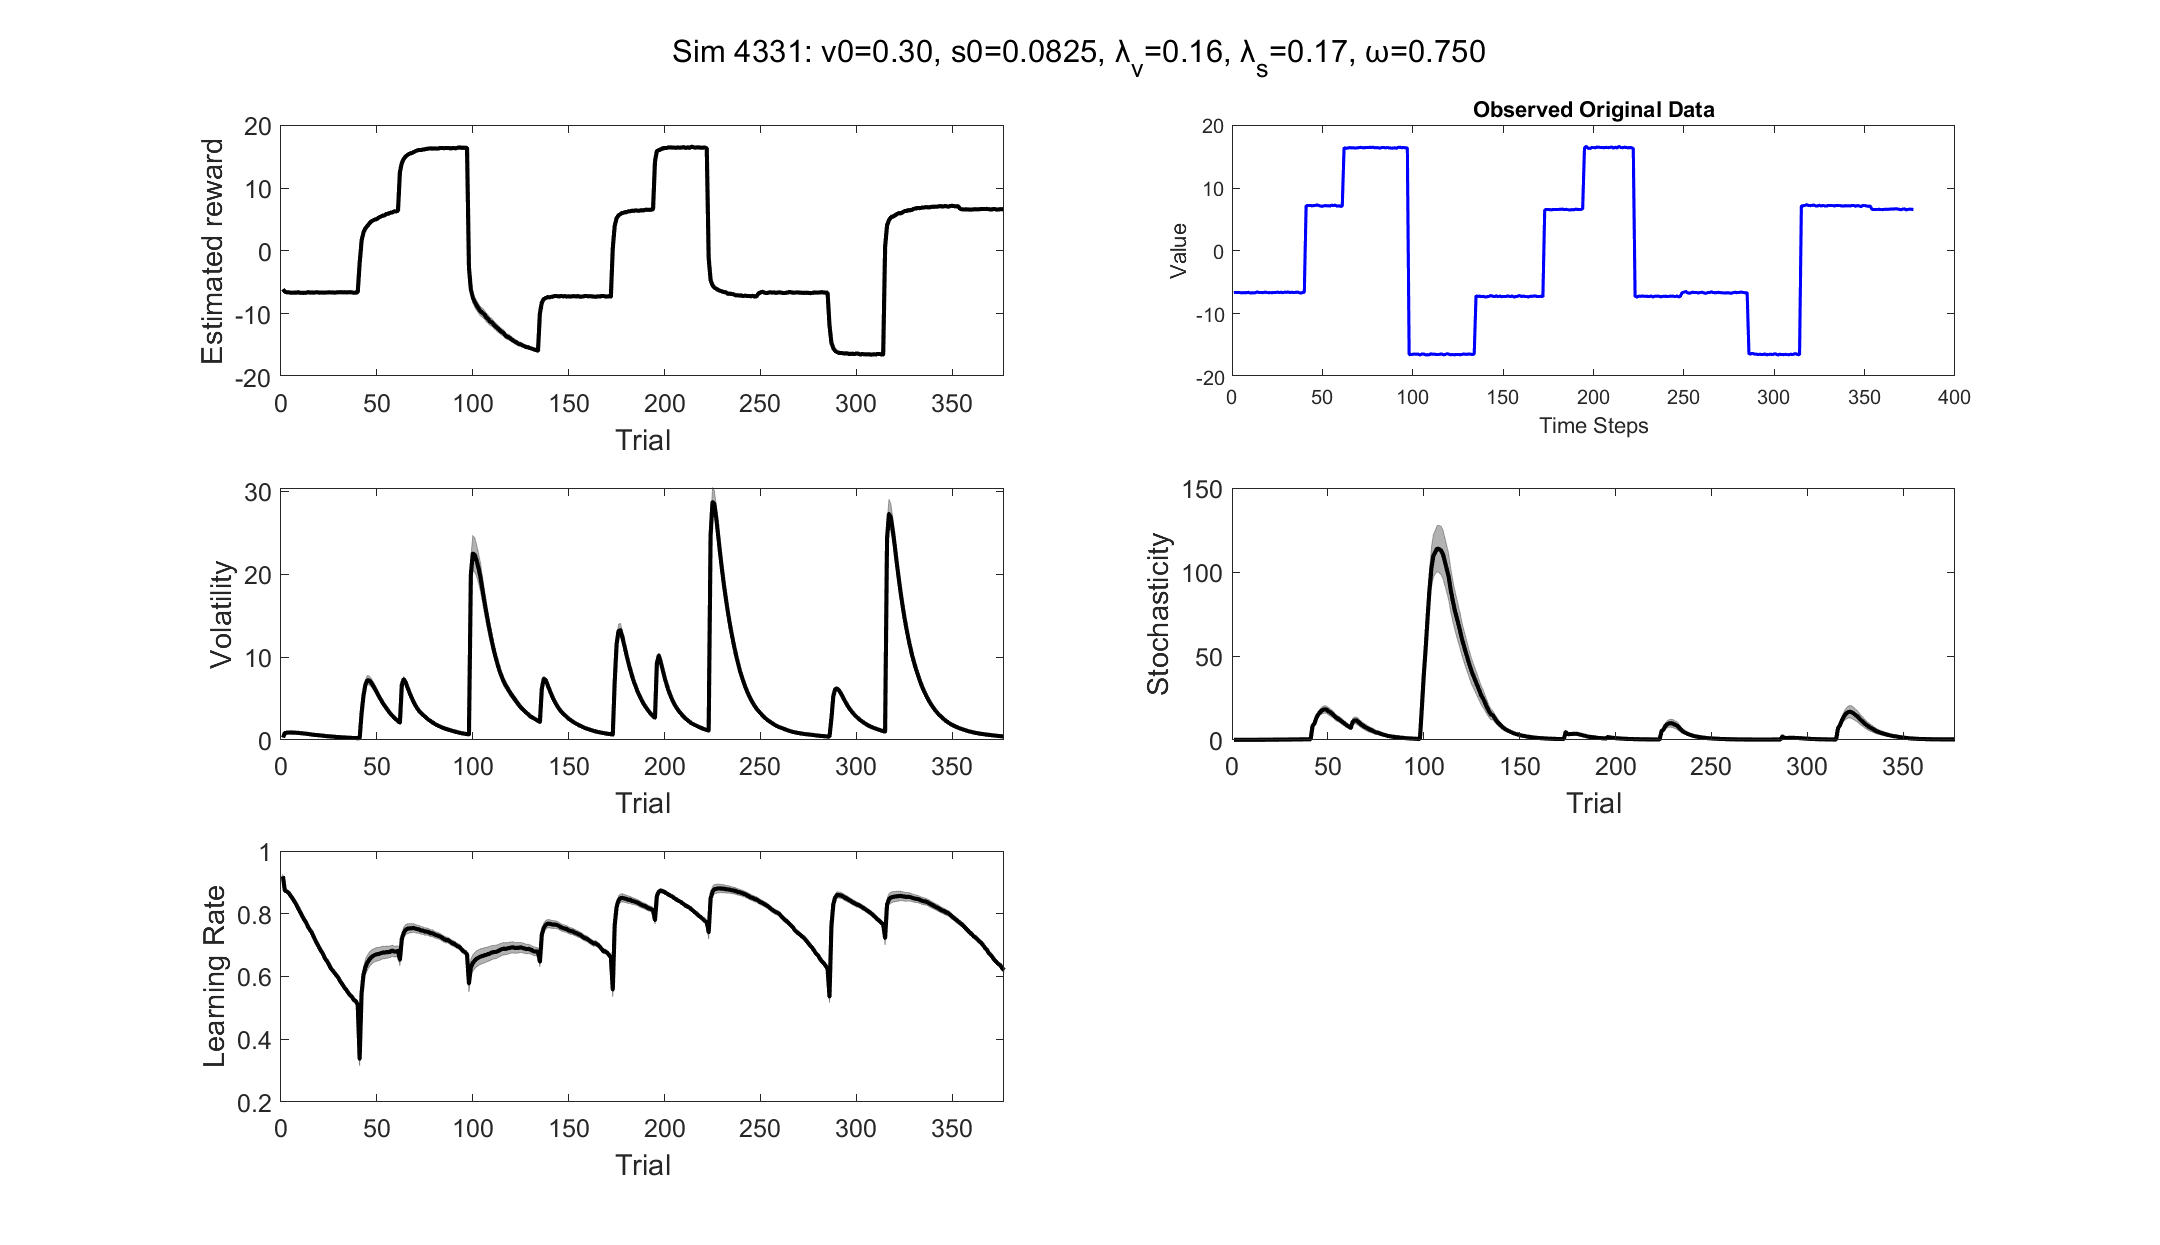 Sim 4331: v0=0.30, s0=0.0825, λ_v=0.16, λ_s=0.17, ω=0.750
20
10
0
-10
-20
Estimated reward
0 50 100 150 200 250 300 350
Trial
Observed Original Data
20
10
0
-10
-20
Value
0 50 100 150 200 250 300 350 400
Time Steps
30
20
10
0
Volatility
0 50 100 150 200 250 300 350
Trial
150
100
50
0
Stochasticity
0 50 100 150 200 250 300 350
Trial
1
0.8
0.6
0.4
0.2
Learning Rate
0 50 100 150 200 250 300 350
Trial